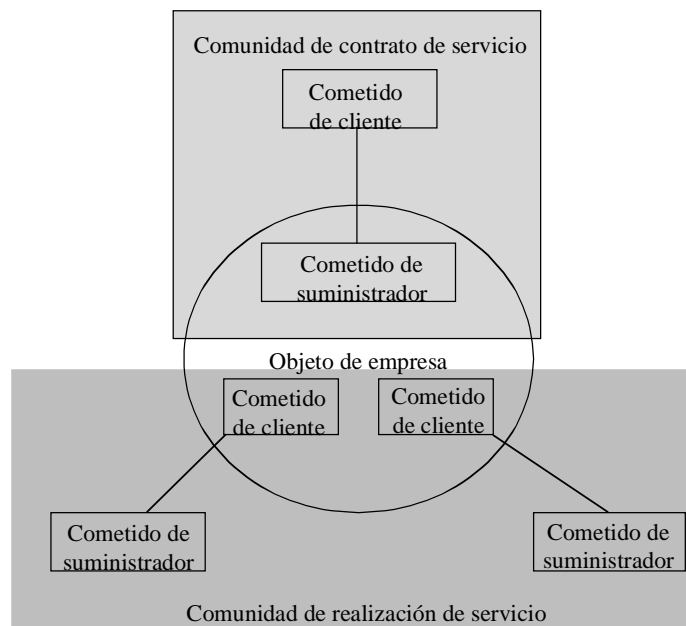 Comunidad de contrato de servicio
Cometido
de cliente
Cometido de
suministrador
Objeto de empresa
Cometido
de cliente
Cometido
de cliente
Cometido de
suministrador
Cometido de
suministrador
Comunidad de realización de servicio